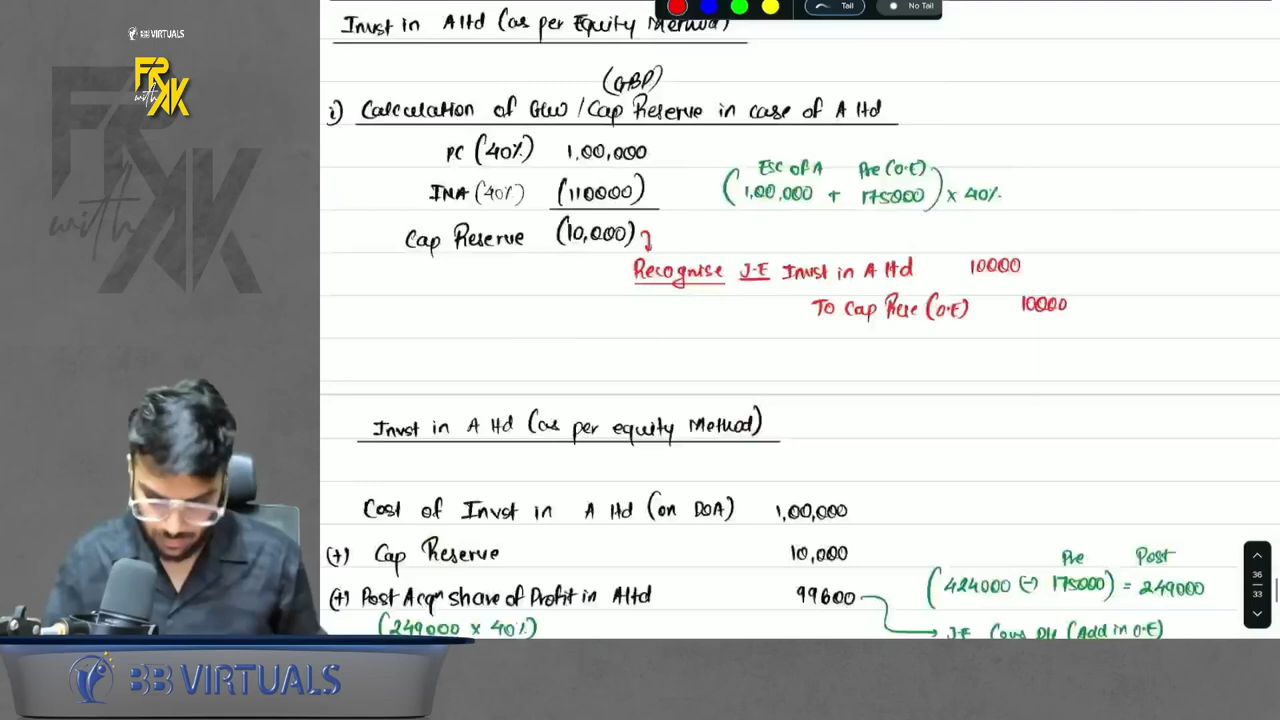 Tail
No Tail
BB VIRTUALS
FR
with AK
Invst in A Ltd (as per Equity Method)
(GBP)
i) Calculation of GW / Cap Reserve in case of A Ltd
PC (40%) 1,00,000
INA (40%) (110000)
Cap Reserve (10,000)
Esc of A Pre (O.E)
(1,00,000 + 175000) × 40%
Recognise J.E Invst in A Ltd 10000
To Cap Rese (O.E) 10000
Invst in A Ltd (as per equity Method)
Cost of Invst in A Ltd (on DOA) 1,00,000
(+) Cap Reserve 10,000
(+) Post Acqn share of Profit in A Ltd 99600
(249000 × 40%)
Pre Post
(424000 (-) 175000) = 249000
J.E Cons P/L (Add in O.E)
36
33
BB VIRTUALS